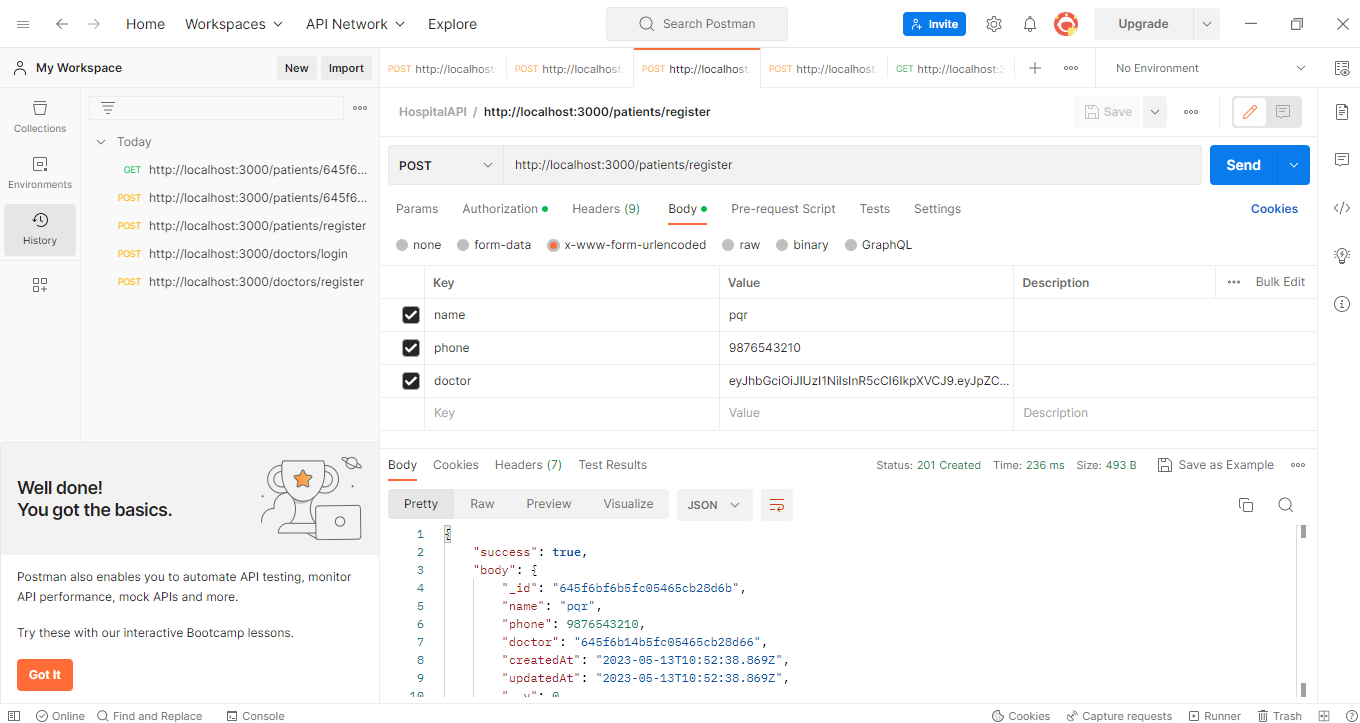 Home Workspaces API Network Explore Search Postman Invite Upgrade
My Workspace New Import
POST http://localhost: POST http://localhost: POST http://localhost: POST http://localhost: GET http://localhost:3 No Environment
Collections
Environments
History
Today
GET http://localhost:3000/patients/645f6...
POST http://localhost:3000/patients/645f6...
POST http://localhost:3000/patients/register
POST http://localhost:3000/doctors/login
POST http://localhost:3000/doctors/register
HospitalAPI / http://localhost:3000/patients/register Save
POST http://localhost:3000/patients/register Send
Params Authorization Headers (9) Body Pre-request Script Tests Settings Cookies
none form-data x-www-form-urlencoded raw binary GraphQL
Key Value Description Bulk Edit
name pqr
phone 9876543210
doctor eyJhbGciOiJIUzI1NiIsInR5cCI6IkpXVCJ9.eyJpZC...
Key Value Description
Body Cookies Headers (7) Test Results Status: 201 Created Time: 236 ms Size: 493 B Save as Example
Pretty Raw Preview Visualize JSON
1 {
2 "success": true,
3 "body": {
4 "_id": "645f6bf6b5fc05465cb28d6b",
5 "name": "pqr",
6 "phone": 9876543210,
7 "doctor": "645f6b14b5fc05465cb28d66",
8 "createdAt": "2023-05-13T10:52:38.869Z",
9 "updatedAt": "2023-05-13T10:52:38.869Z",
10 "__v": 0
Well done!
You got the basics.
Postman also enables you to automate API testing, monitor
API performance, mock APIs and more.
Try these with our interactive Bootcamp lessons.
Got It
Online Find and Replace Console Cookies Capture requests Runner Trash